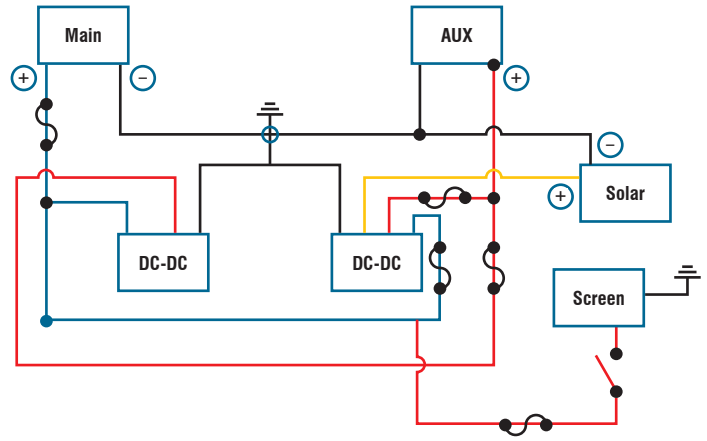 Main
AUX
+
−
+
−
+
Solar
DC-DC
DC-DC
Screen